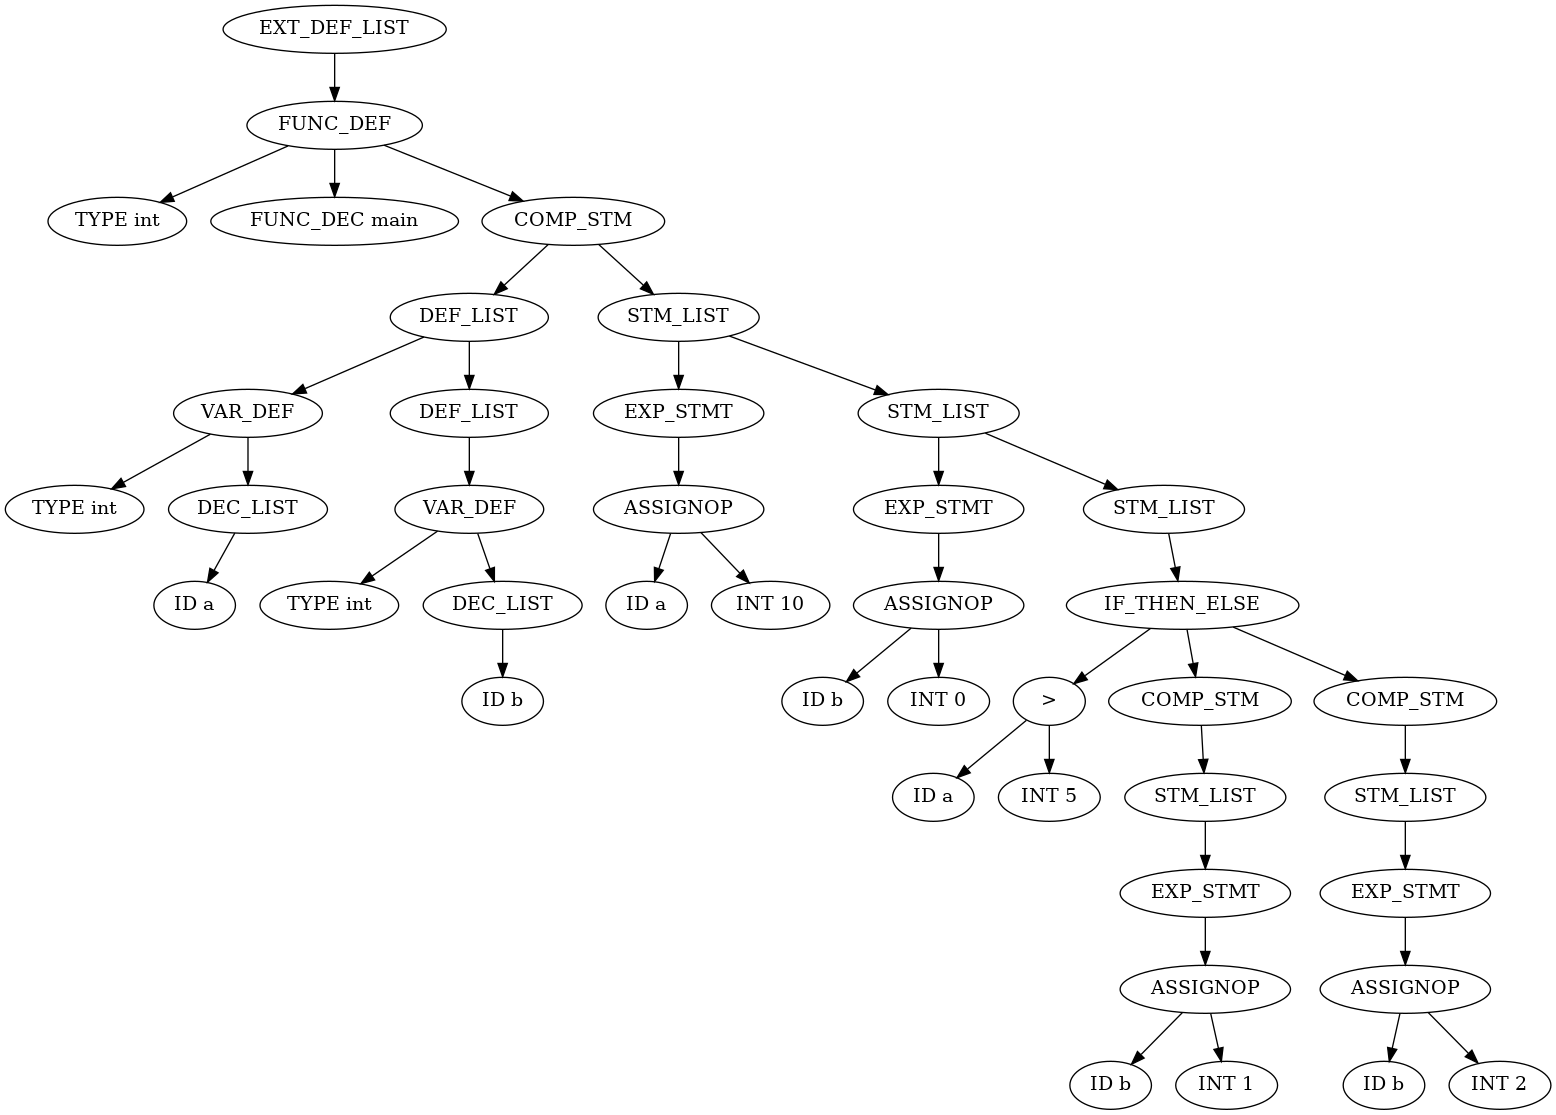 EXT_DEF_LIST
FUNC_DEF
TYPE int
FUNC_DEC main
COMP_STM
DEF_LIST
STM_LIST
VAR_DEF
DEF_LIST
EXP_STMT
STM_LIST
TYPE int
DEC_LIST
VAR_DEF
ASSIGNOP
EXP_STMT
STM_LIST
ID a
TYPE int
DEC_LIST
ID a
INT 10
ASSIGNOP
IF_THEN_ELSE
ID b
ID b
INT 0
>
COMP_STM
COMP_STM
ID a
INT 5
STM_LIST
STM_LIST
EXP_STMT
EXP_STMT
ASSIGNOP
ASSIGNOP
ID b
INT 1
ID b
INT 2